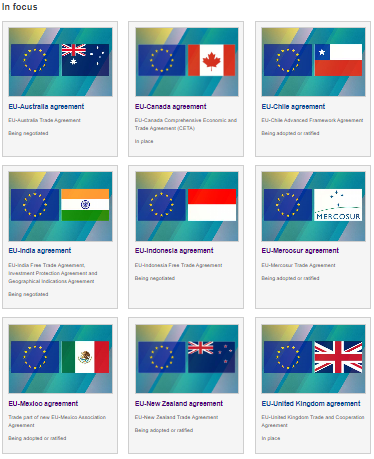 In focus
EU-Australia agreement
EU-Australia Trade Agreement
Being negotiated
EU-Canada agreement
EU-Canada Comprehensive Economic and
Trade Agreement (CETA)
In place
EU-Chile agreement
EU-Chile Advanced Framework Agreement
Being adopted or ratified
EU-India agreement
EU-India Free Trade Agreement,
Investment Protection Agreement and
Geographical Indications Agreement
Being negotiated
EU-Indonesia agreement
EU-Indonesia Free Trade Agreement
Being negotiated
MERCOSUR
EU-Mercosur agreement
EU-Mercosur Trade Agreement
Being adopted or ratified
EU-Mexico agreement
Trade part of new EU-Mexico Association
Agreement
Being adopted or ratified
EU-New Zealand agreement
EU-New Zealand Trade Agreement
Being adopted or ratified
EU-United Kingdom agreement
EU-United Kingdom Trade and Cooperation
Agreement
In place